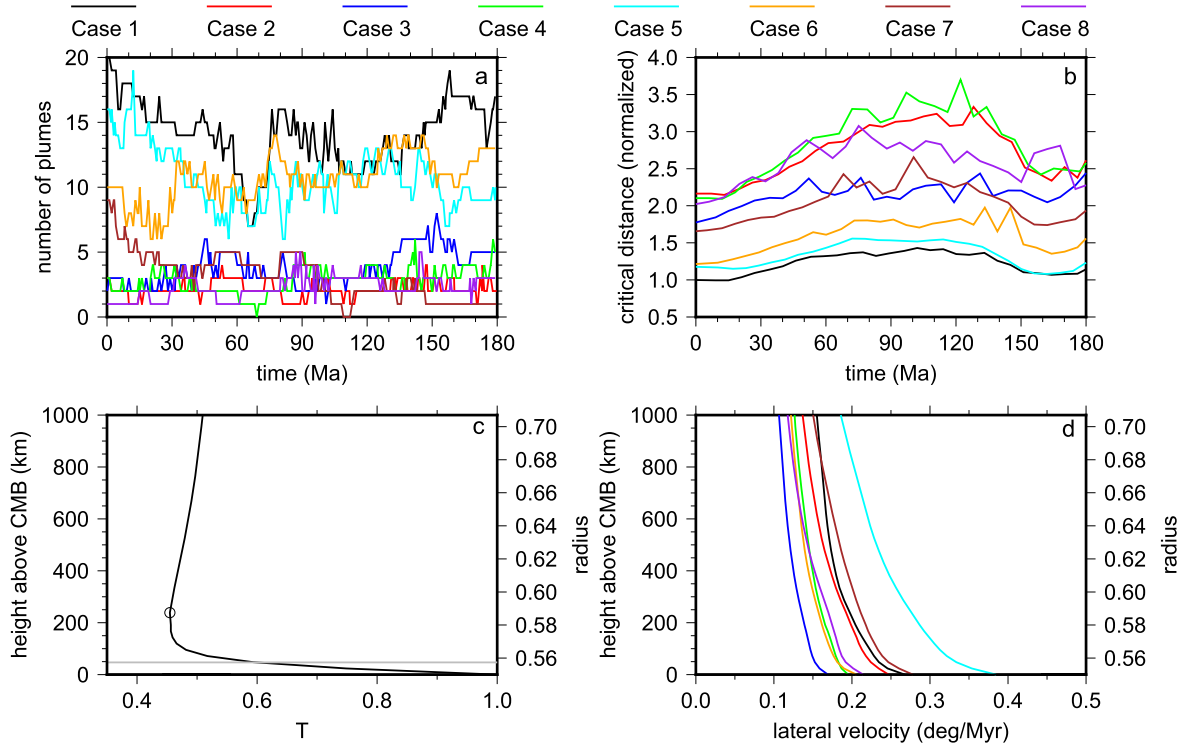 Case 1 Case 2 Case 3 Case 4 Case 5 Case 6 Case 7 Case 8
a
number of plumes
20
15
10
5
0
0 30 60 90 120 150 180
time (Ma)
b
critical distance (normalized)
4.0
3.5
3.0
2.5
2.0
1.5
1.0
0.5
0 30 60 90 120 150 180
time (Ma)
c
height above CMB (km)
1000
800
600
400
200
0
0.70
0.68
0.66
0.64
0.62
0.60
0.58
0.56
radius
0.4 0.6 0.8 1.0
T
d
height above CMB (km)
1000
800
600
400
200
0
0.70
0.68
0.66
0.64
0.62
0.60
0.58
0.56
radius
0.0 0.1 0.2 0.3 0.4 0.5
lateral velocity (deg/Myr)